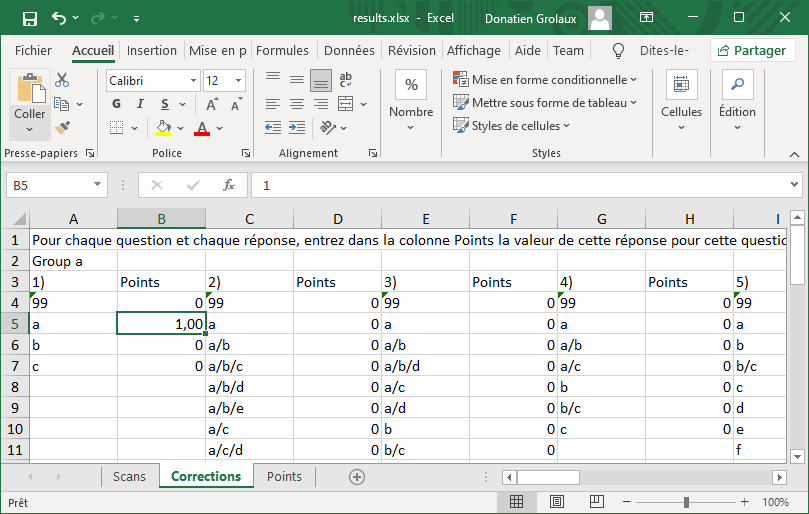 results.xlsx - Excel Donatien Grolaux
Fichier Accueil Insertion Mise en p Formules Données Révision Affichage Aide Team Dites-le- Partager
Coller
Calibri 12
G I S A A
A
ab
c
%
Nombre
Mise en forme conditionnelle
Mettre sous forme de tableau
Styles de cellules
Cellules
Édition
Presse-papiers Police Alignement Styles
B5 fx 1
A B C D E F G H I
1 Pour chaque question et chaque réponse, entrez dans la colonne Points la valeur de cette réponse pour cette questio
2 Group a
3 1) Points 2) Points 3) Points 4) Points 5)
4 99 0 99 0 99 0 99 0 99
5 a 1,00 a 0 a 0 a 0 a
6 b 0 a/b 0 a/b 0 a/b 0 b
7 c 0 a/b/c 0 a/b/d 0 a/c 0 b/c
8 a/b/d 0 a/c 0 b 0 c
9 a/b/e 0 a/d 0 b/c 0 d
10 a/c 0 b 0 c 0 e
11 a/c/d 0 b/c 0 f
Scans Corrections Points
Prêt 100%